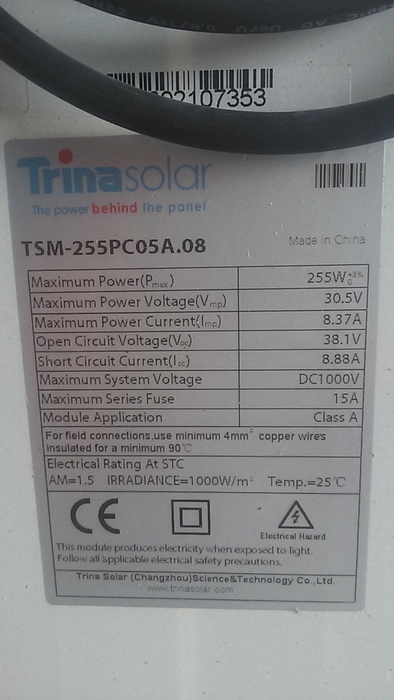 2107353
Trinasolar
The power behind the panel
TSM-255PC05A.08
Made in China
Maximum Power(Pmax) 255W +3% 0
Maximum Power Voltage(Vmp) 30.5V
Maximum Power Current(Imp) 8.37A
Open Circuit Voltage(Voc) 38.1V
Short Circuit Current(Isc) 8.88A
Maximum System Voltage DC1000V
Maximum Series Fuse 15A
Module Application Class A
For field connections,use minimum 4mm² copper wires
insulated for a minimum 90℃
Electrical Rating At STC
AM=1.5 IRRADIANCE=1000W/m² Temp.=25℃
CE
Electrical Hazard
This module produces electricity when exposed to light.
Follow all applicable electrical safety precautions.
Trina Solar (Changzhou)Science&Technology Co.,Ltd.
www.trinasolar.com